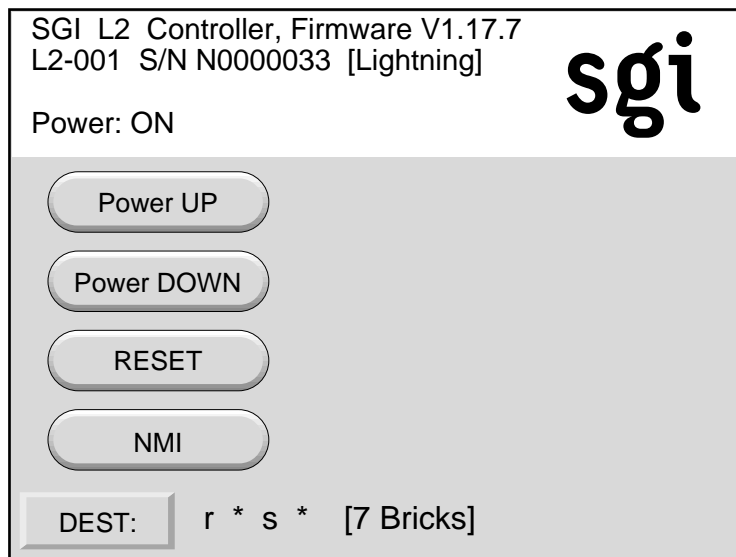 SGI L2 Controller, Firmware V1.17.7
L2-001 S/N N0000033 [Lightning]
sgi
Power: ON
Power UP
Power DOWN
RESET
NMI
DEST: r * s * [7 Bricks]